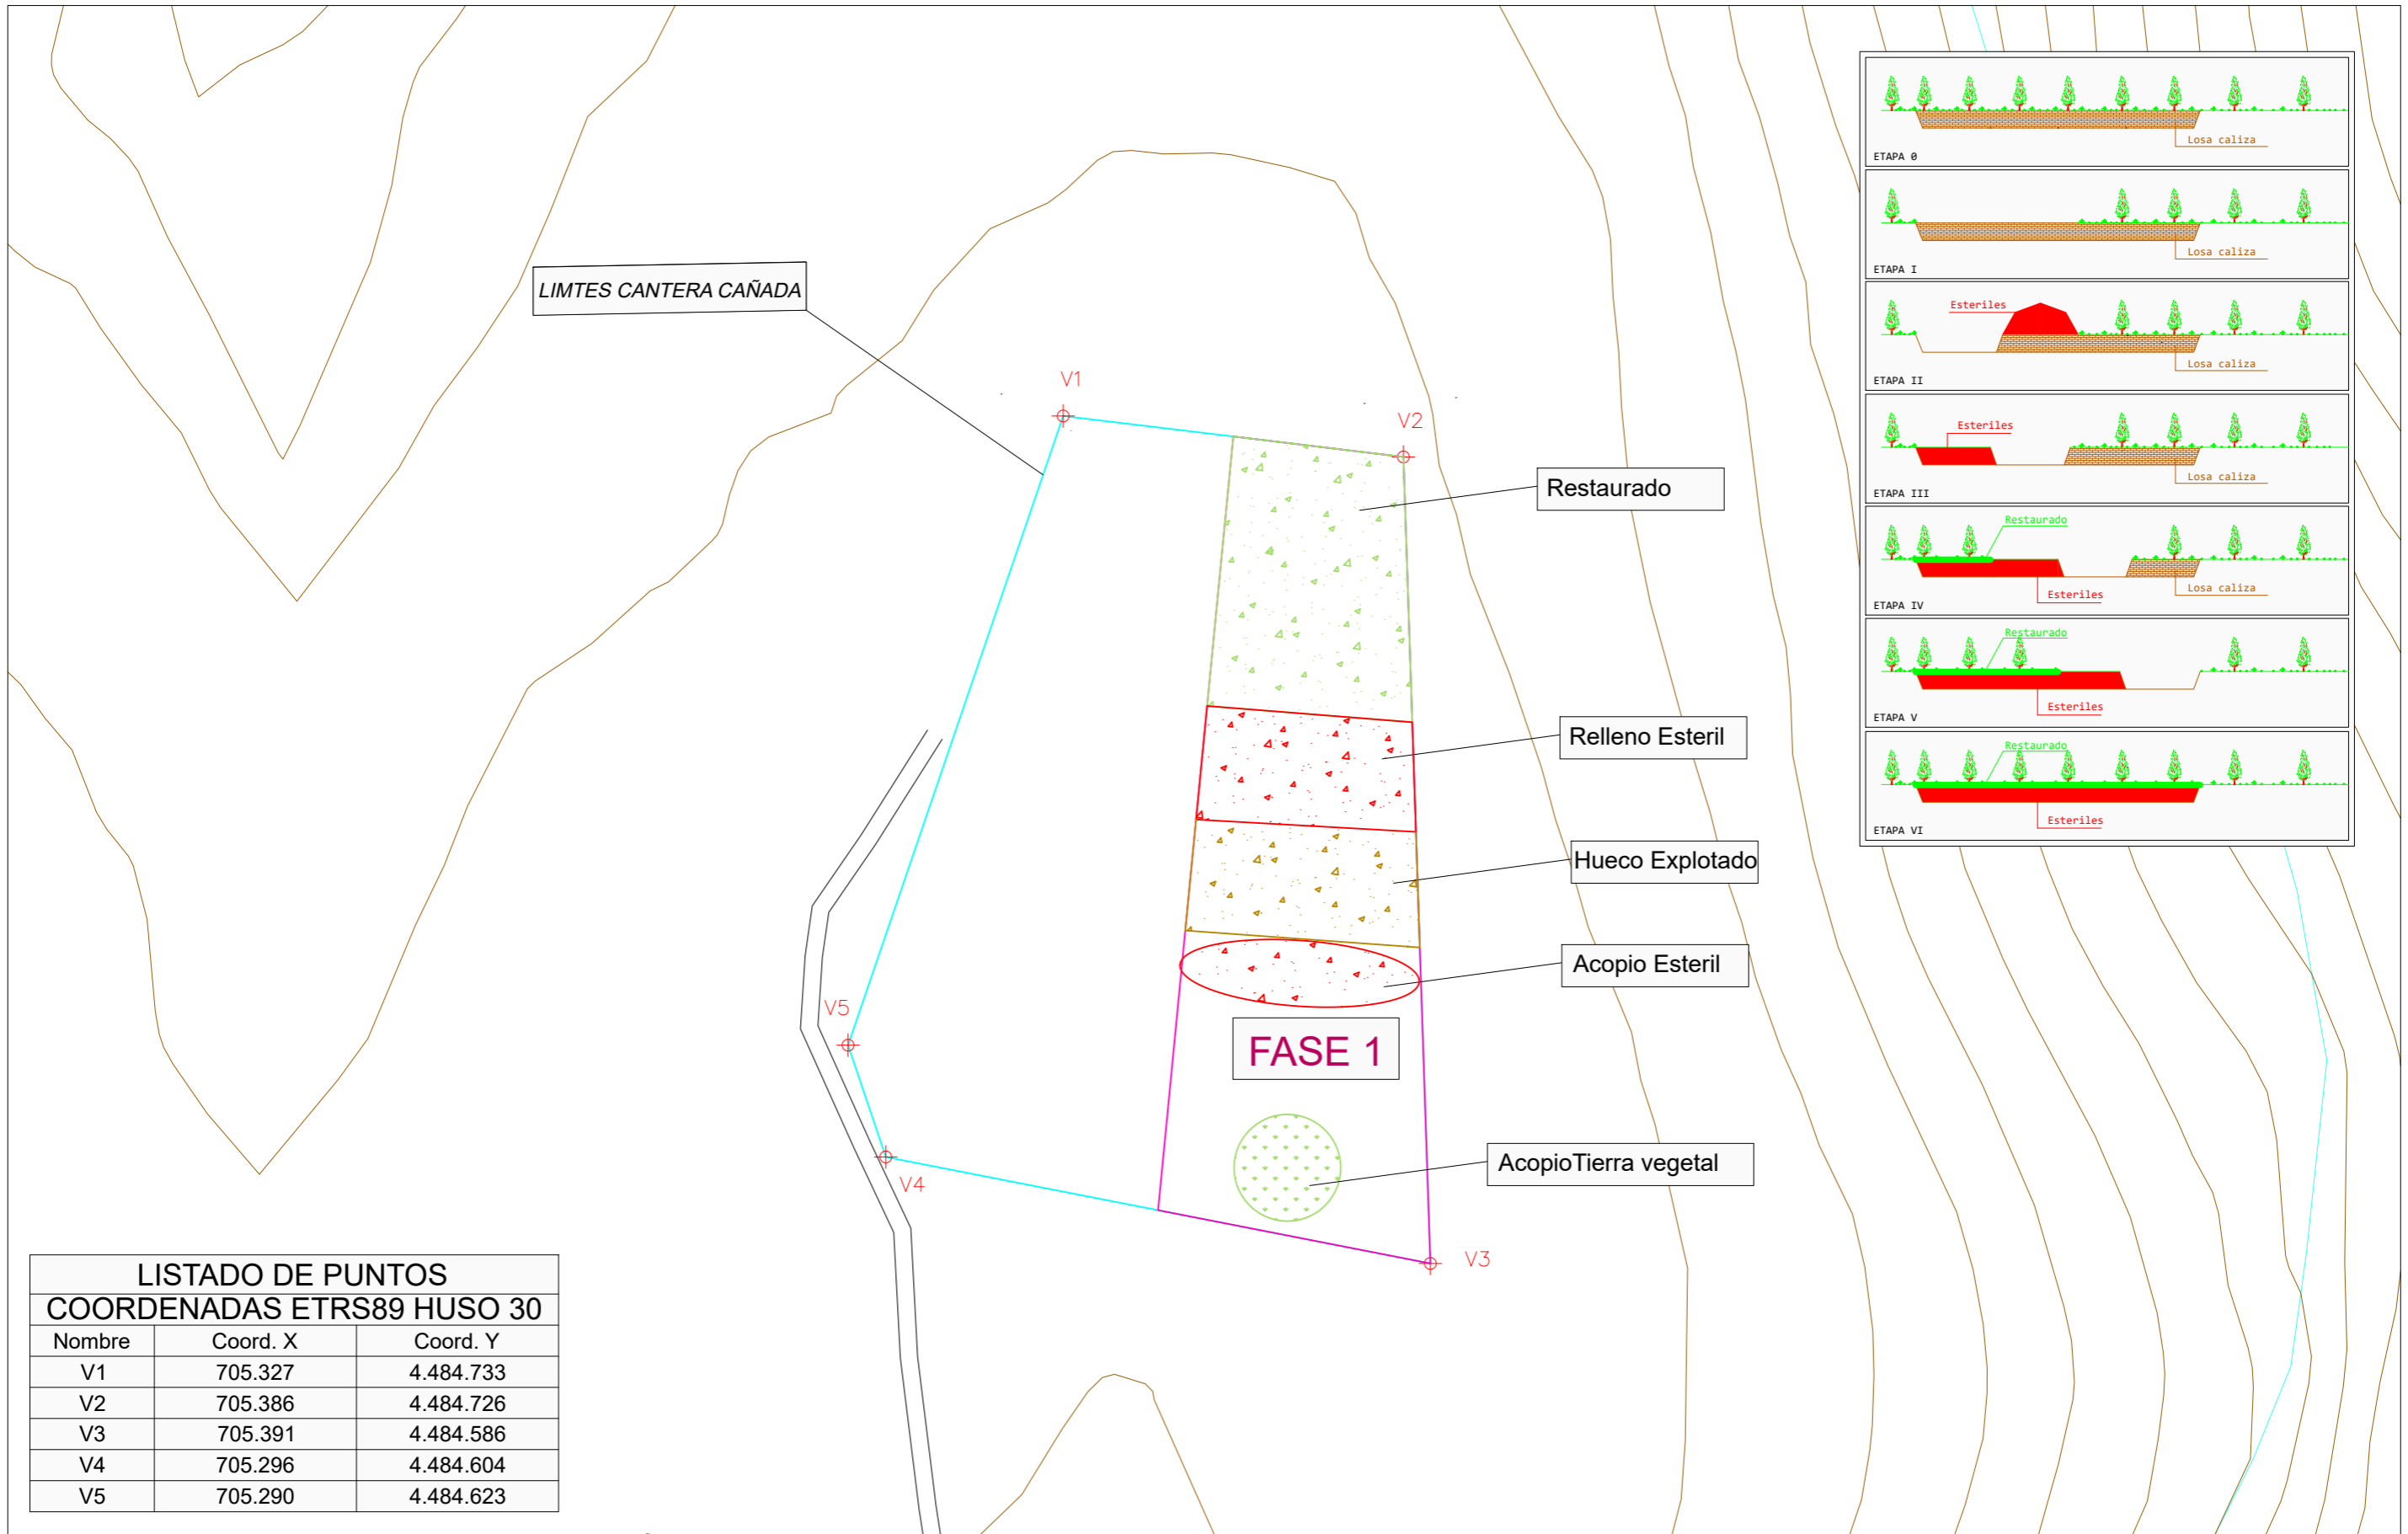 LIMTES CANTERA CAÑADA
V1
V2
Restaurado
Relleno Esteril
Hueco Explotado
Acopio Esteril
FASE 1
AcopioTierra vegetal
V5
V4
V3
Losa caliza
ETAPA 0
Losa caliza
ETAPA I
Esteriles
Losa caliza
ETAPA II
Esteriles
Losa caliza
ETAPA III
Restaurado
Losa caliza
Esteriles
ETAPA IV
Restaurado
Esteriles
ETAPA V
Restaurado
Esteriles
ETAPA VI
LISTADO DE PUNTOS
COORDENADAS ETRS89 HUSO 30
Nombre Coord. X Coord. Y
V1 705.327 4.484.733
V2 705.386 4.484.726
V3 705.391 4.484.586
V4 705.296 4.484.604
V5 705.290 4.484.623